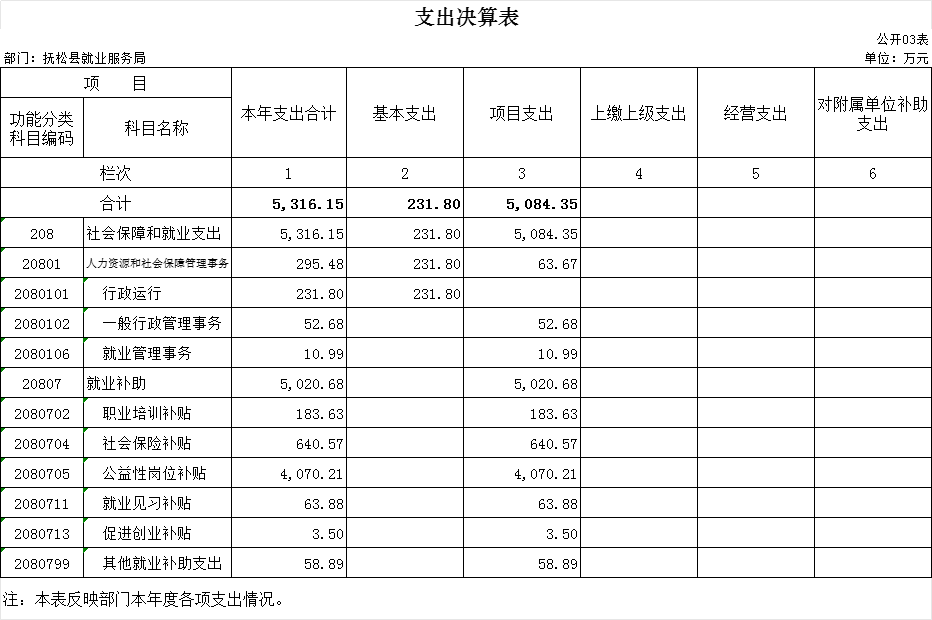 支出决算表
公开03表
部门：抚松县就业服务局 单位：万元
项 目 本年支出合计 基本支出 项目支出 上缴上级支出 经营支出 对附属单位补助支出
功能分类科目编码 科目名称
栏次 1 2 3 4 5 6
合计 5,316.15 231.80 5,084.35
208 社会保障和就业支出 5,316.15 231.80 5,084.35
20801 人力资源和社会保障管理事务 295.48 231.80 63.67
2080101 行政运行 231.80 231.80
2080102 一般行政管理事务 52.68 52.68
2080106 就业管理事务 10.99 10.99
20807 就业补助 5,020.68 5,020.68
2080702 职业培训补贴 183.63 183.63
2080704 社会保险补贴 640.57 640.57
2080705 公益性岗位补贴 4,070.21 4,070.21
2080711 就业见习补贴 63.88 63.88
2080713 促进创业补贴 3.50 3.50
2080799 其他就业补助支出 58.89 58.89
注：本表反映部门本年度各项支出情况。